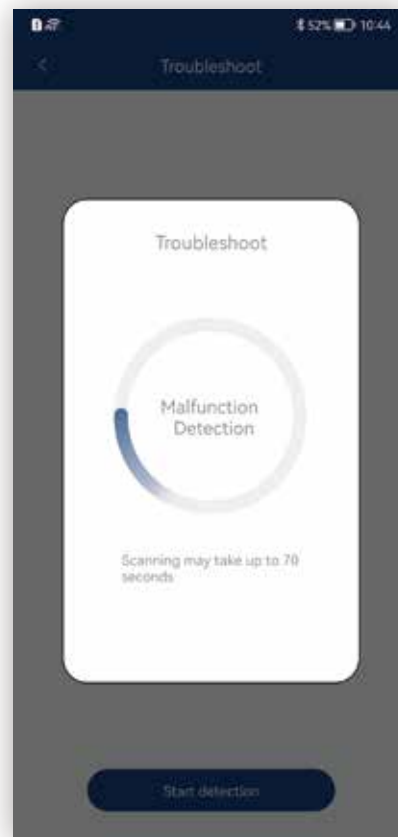 52% 10:44
Troubleshoot
Troubleshoot
Malfunction
Detection
Scanning may take up to 70
seconds
Start detection